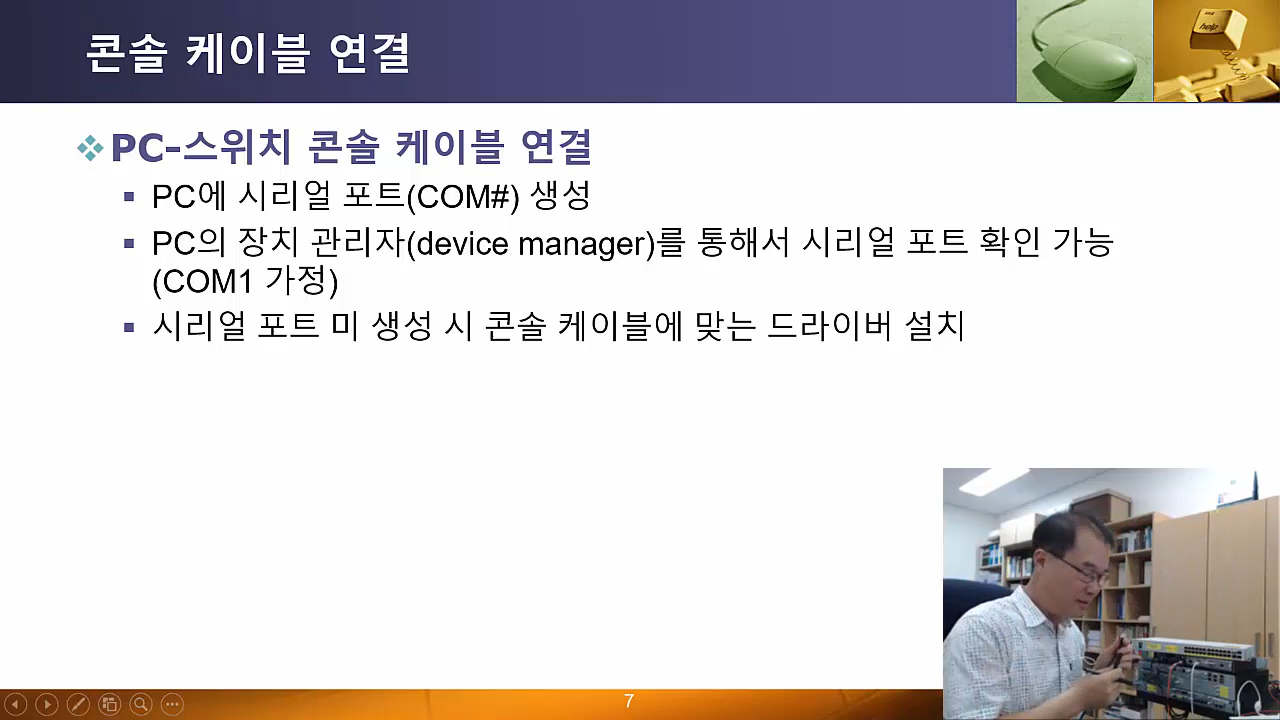 콘솔 케이블 연결
help
PC-스위치 콘솔 케이블 연결
PC에 시리얼 포트(COM#) 생성
PC의 장치 관리자(device manager)를 통해서 시리얼 포트 확인 가능
(COM1 가정)
시리얼 포트 미 생성 시 콘솔 케이블에 맞는 드라이버 설치
7